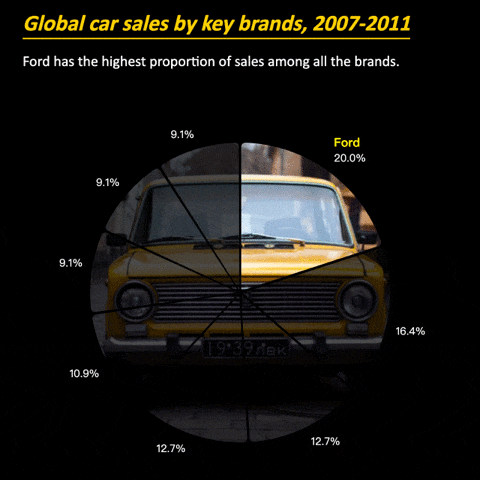 Global car sales by key brands, 2007-2011
Ford has the highest proportion of sales among all the brands.
9.1%
Ford
20.0%
9.1%
9.1%
16.4%
10.9%
12.7%
12.7%